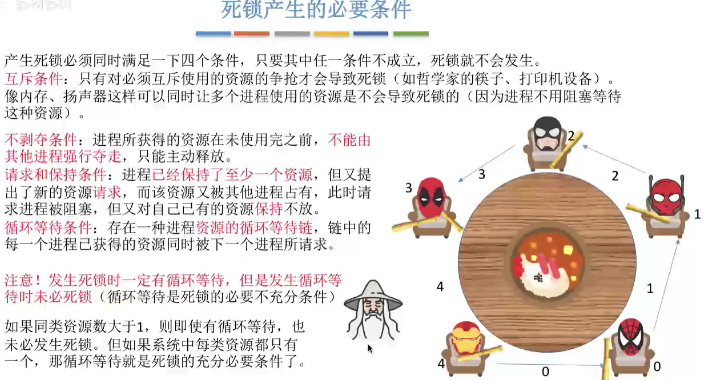 死锁产生的必要条件
产生死锁必须同时满足一下四个条件，只要其中任一条件不成立，死锁就不会发生。
互斥条件：只有对必须互斥使用的资源的争抢才会导致死锁（如哲学家的筷子、打印机设备）。
像内存、扬声器这样可以同时让多个进程使用的资源是不会导致死锁的（因为进程不用阻塞等待
这种资源）。
不剥夺条件：进程所获得的资源在未使用完之前，不能由
其他进程强行夺走，只能主动释放。
请求和保持条件：进程已经保持了至少一个资源，但又提
出了新的资源请求，而该资源又被其他进程占有，此时请
求进程被阻塞，但又对自己已有的资源保持不放。
循环等待条件：存在一种进程资源的循环等待链，链中的
每一个进程已获得的资源同时被下一个进程所请求。
注意！发生死锁时一定有循环等待，但是发生循环等
待时未必死锁（循环等待是死锁的必要不充分条件）
如果同类资源数大于1，则即使有循环等待，也
未必发生死锁。但如果系统中每类资源都只有
一个，那循环等待就是死锁的充分必要条件了。
2
3
2
3
1
4
1
4
0
0